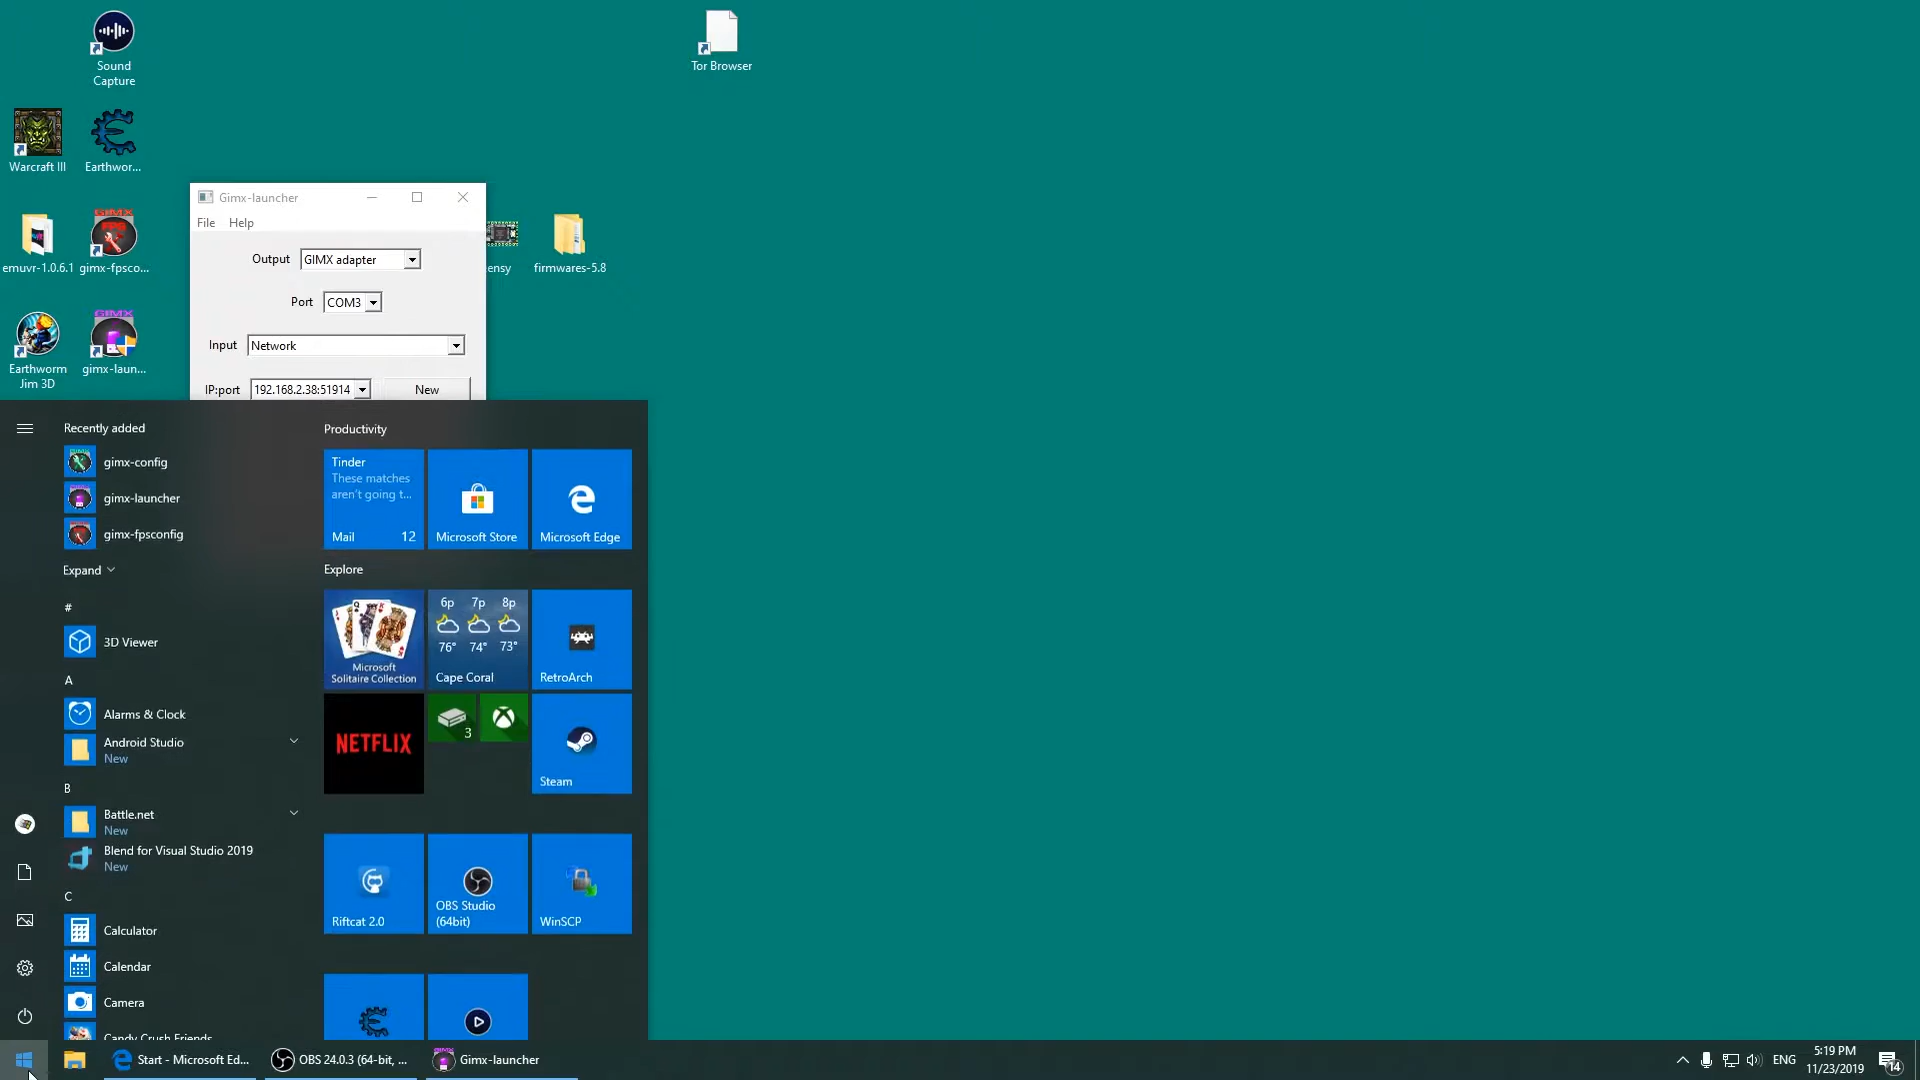 Sound
Capture
Tor Browser
Warcraft III
Earthwor...
Gimx-launcher
File
Help
Output
GIMX adapter
Port
COM3
Input
Network
IP:port
192.168.2.38:51914
New
emuvr-1.0.6.1
gimx-fpsco...
ensy
firmwares-5.8
Earthworm
Jim 3D
gimx-laun...
Recently added
gimx-config
gimx-launcher
gimx-fpsconfig
Expand
#
3D Viewer
A
Alarms & Clock
Android Studio
New
B
Battle.net
New
Blend for Visual Studio 2019
New
C
Calculator
Calendar
Camera
Candy Crush Friends
Productivity
Tinder
These matches
aren't going t...
Mail 12
Microsoft Store
Microsoft Edge
Explore
Microsoft
Solitaire Collection
6p 7p 8p
76° 74° 73°
Cape Coral
RetroArch
NETFLIX
3
Steam
Riftcat 2.0
OBS Studio
(64bit)
WinSCP
Start - Microsoft Ed...
OBS 24.0.3 (64-bit, ...
Gimx-launcher
ENG
5:19 PM
11/23/2019
14